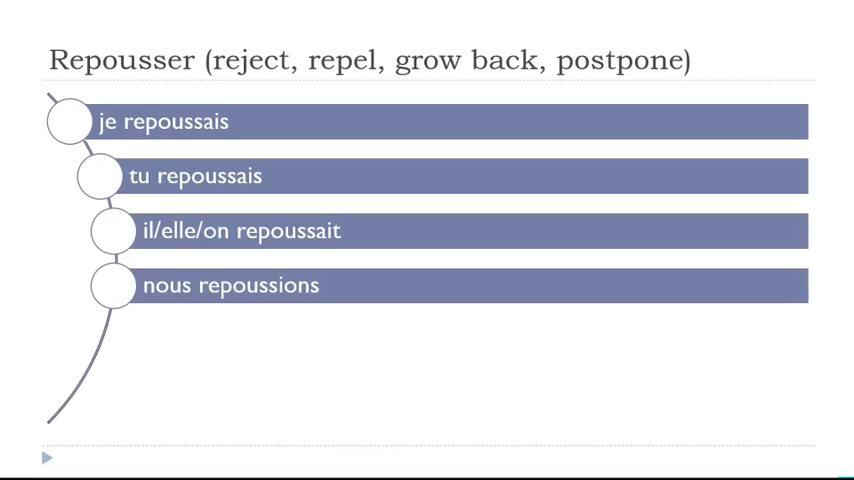 Repousser (reject, repel, grow back, postpone)
je repoussais
tu repoussais
il/elle/on repoussait
nous repoussions